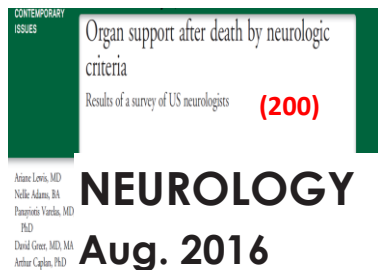 CONTEMPORARY
ISSUES
Organ support after death by neurologic
criteria
Results of a survey of US neurologists
(200)
Ariane Lewis, MD
Nellie Adams, BA
Panayiotis Varelas, MD
PhD
David Greer, MD, MA
Arthur Caplan, PhD
NEUROLOGY
Aug. 2016